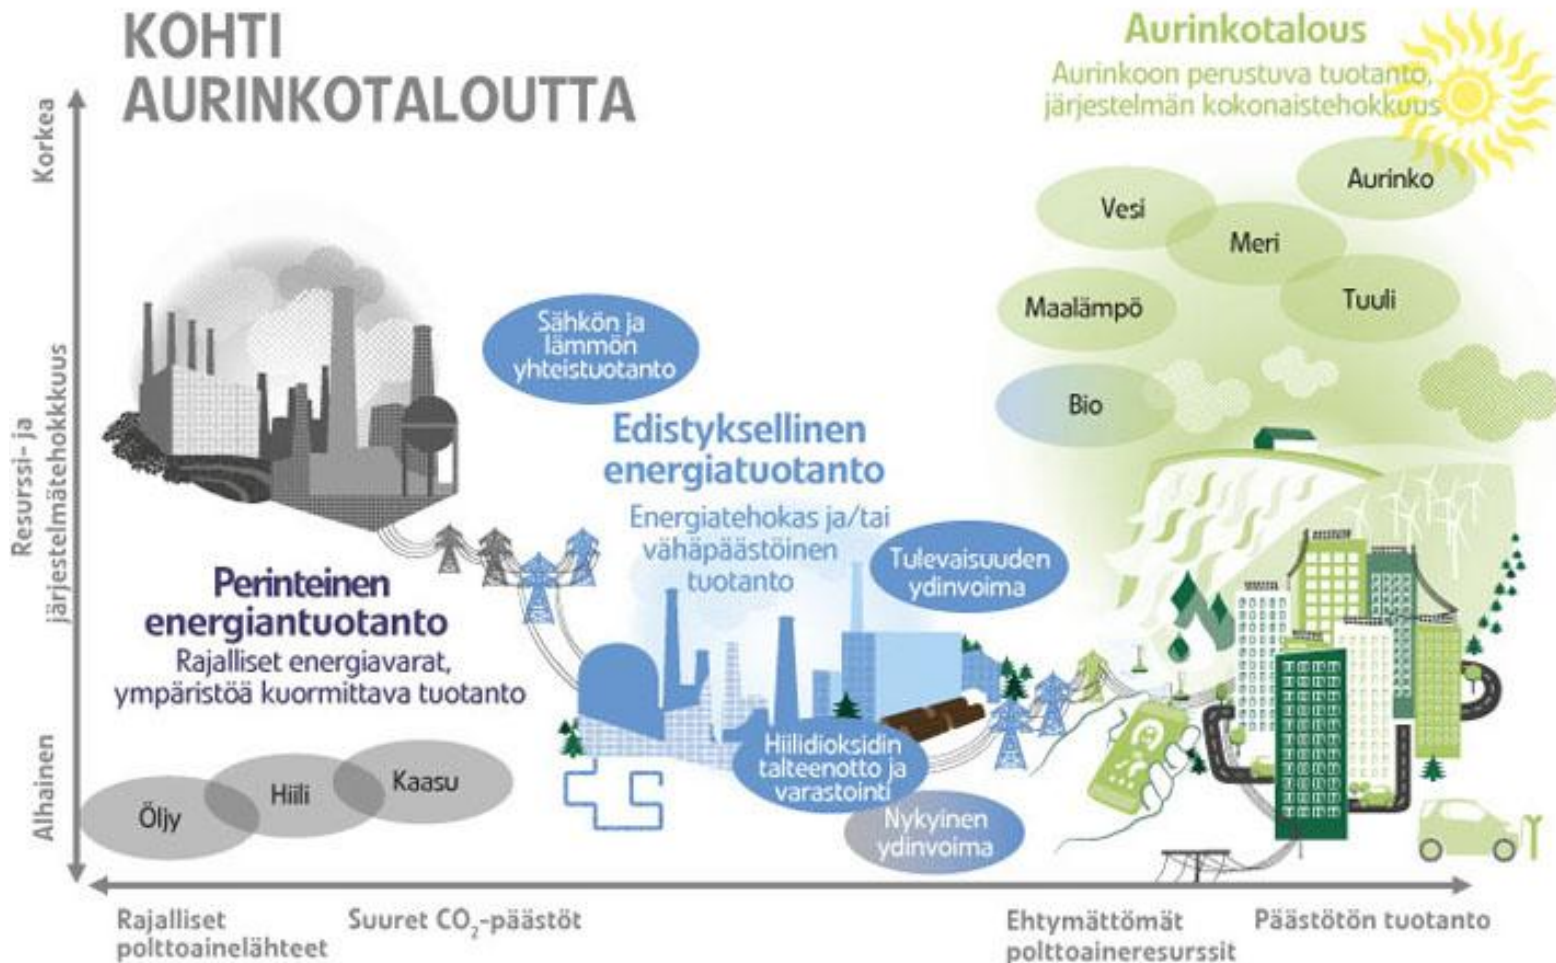 KOHTI
AURINKOTALOUTTA
Aurinkotalous
Aurinkoon perustuva tuotanto,
järjestelmän kokonaistehokkuus
Korkea
Resurssi- ja
järjestelmätehokkkuus
Alhainen
Vesi
Aurinko
Meri
Maalämpö
Tuuli
Bio
Sähkön ja
lämmön
yhteistuotanto
Edistyksellinen
energiatuotanto
Energiatehokas ja/tai
vähäpäästöinen
tuotanto
Tulevaisuuden
ydinvoima
Perinteinen
energiantuotanto
Rajalliset energiavarat,
ympäristöä kuormittava tuotanto
Öljy
Hiili
Kaasu
Hiilidioksidin
talteenotto ja
varastointi
Nykyinen
ydinvoima
Rajalliset
polttoainelähteet
Suuret CO₂-päästöt
Ehtymättömät
polttoaineresurssit
Päästötön tuotanto